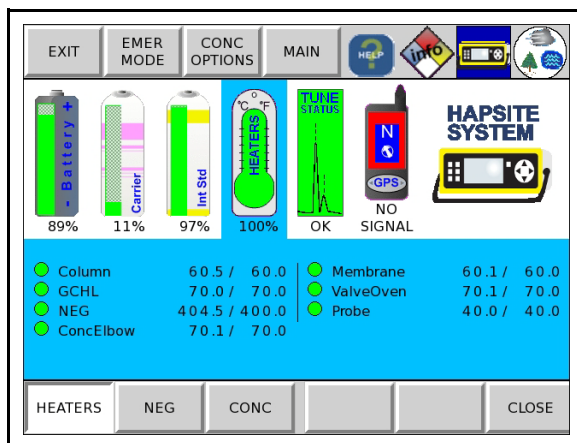 EXIT
EMER
MODE
CONC
OPTIONS
MAIN
HELP
info
- Battery +
Carrier
Int Std
°C °F
HEATERS
TUNE
STATUS
N
GPS
HAPSITE
SYSTEM
89%
11%
97%
100%
OK
NO
SIGNAL
Column 60.5 / 60.0
Membrane 60.1 / 60.0
GCHL 70.0 / 70.0
ValveOven 70.1 / 70.0
NEG 404.5 / 400.0
Probe 40.0 / 40.0
ConcElbow 70.1 / 70.0
HEATERS
NEG
CONC
CLOSE